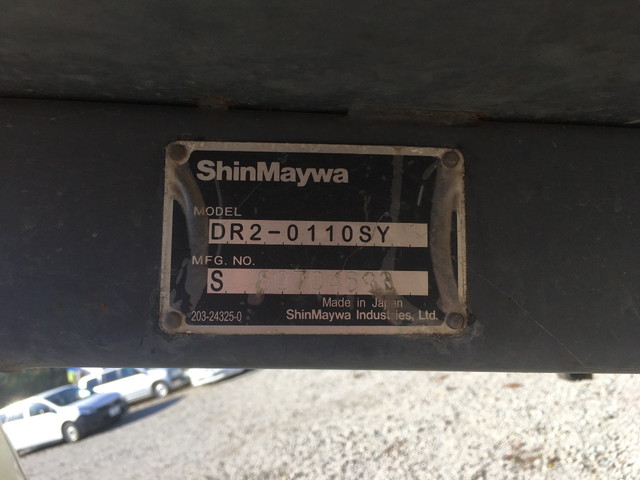 ShinMaywa
MODEL
DR2-0110SY
MFG. NO.
S
Made in Japan
203-24325-0 ShinMaywa Industries, Ltd.